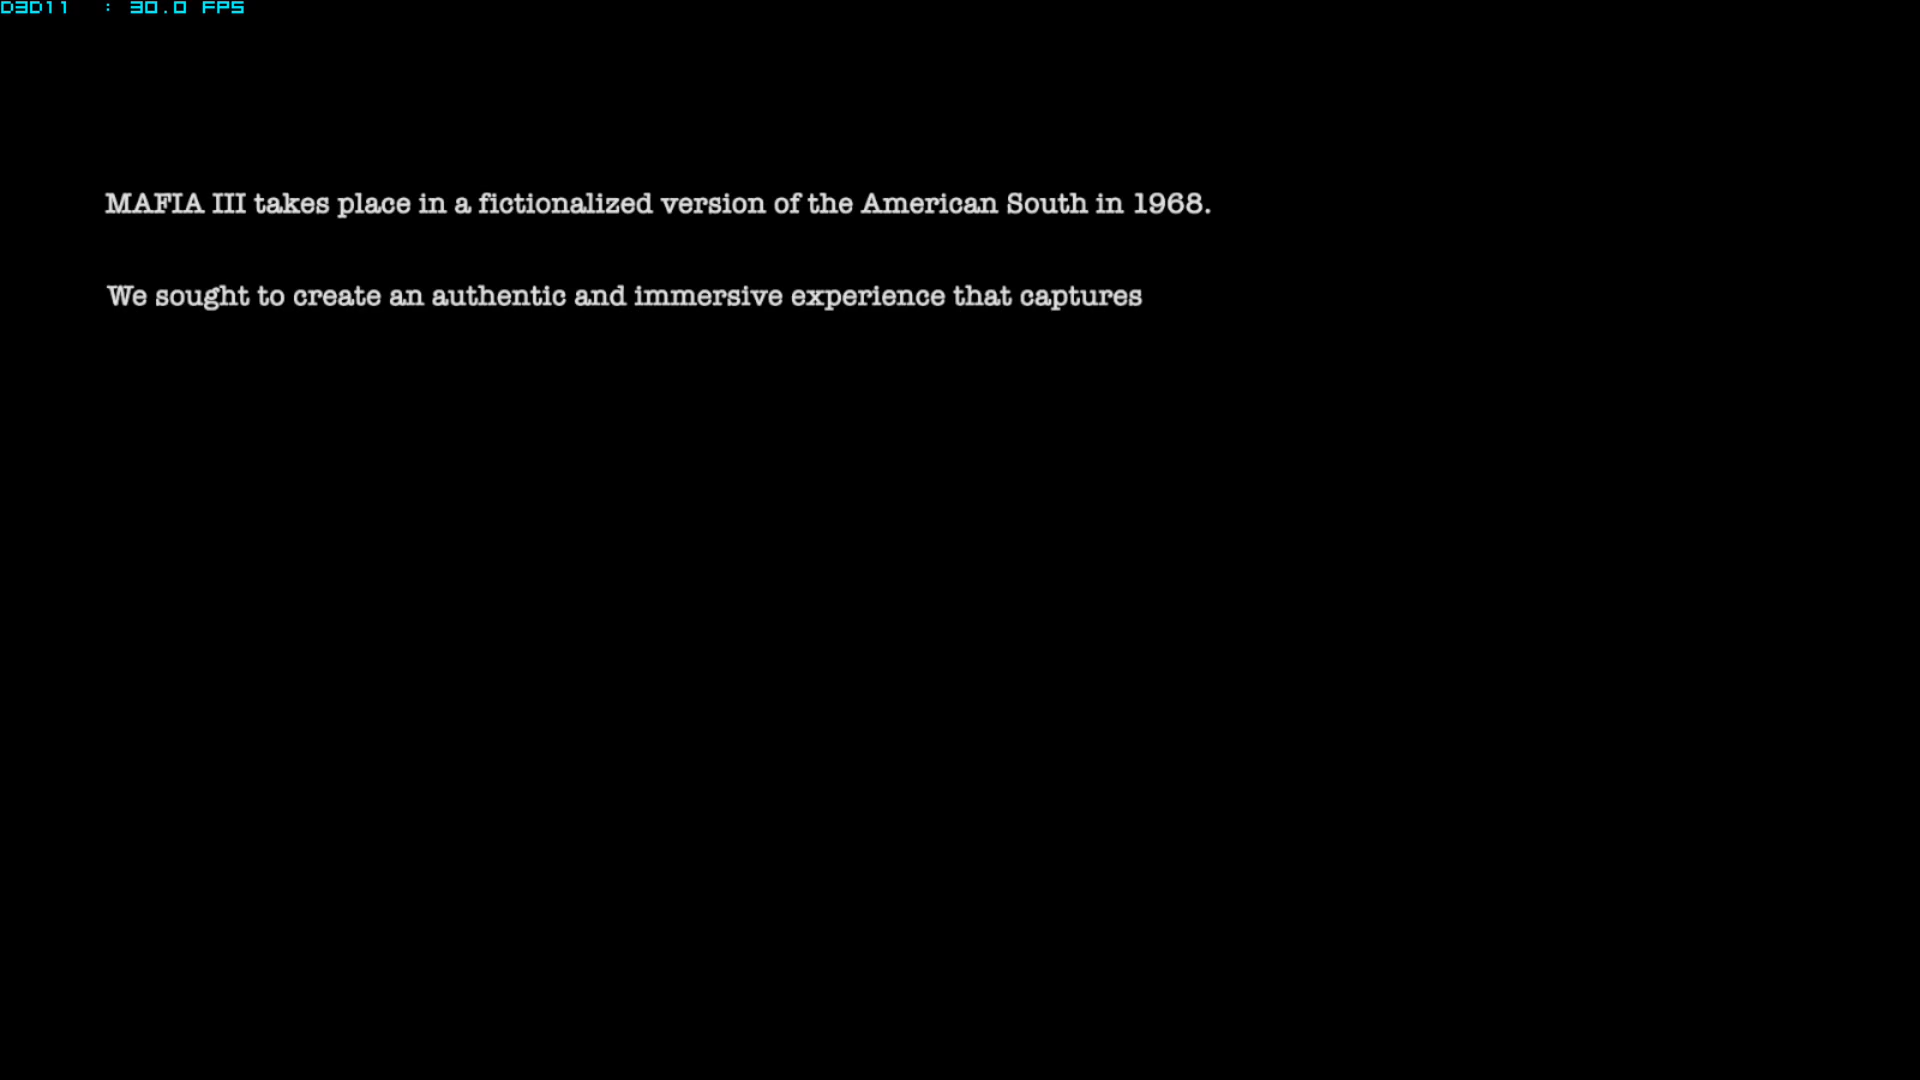 D3D11 : 30.0 FPS
MAFIA III takes place in a fictionalized version of the American South in 1968.
We sought to create an authentic and immersive experience that captures